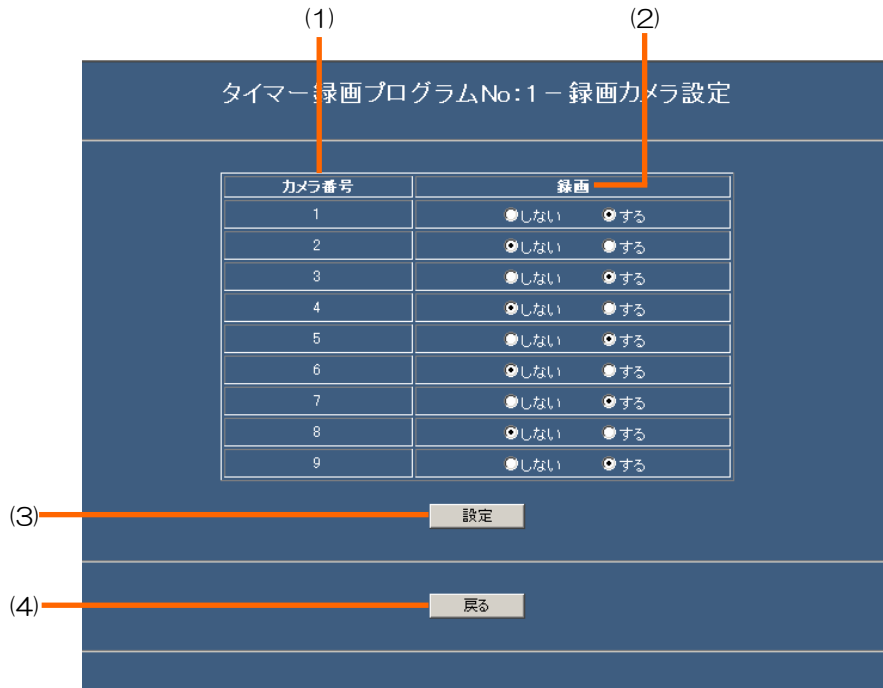 (1) (2)
タイマー録画プログラムNo:1-録画カメラ設定
カメラ番号 録画
1 しない する
2 しない する
3 しない する
4 しない する
5 しない する
6 しない する
7 しない する
8 しない する
9 しない する
(3) 設定
(4) 戻る